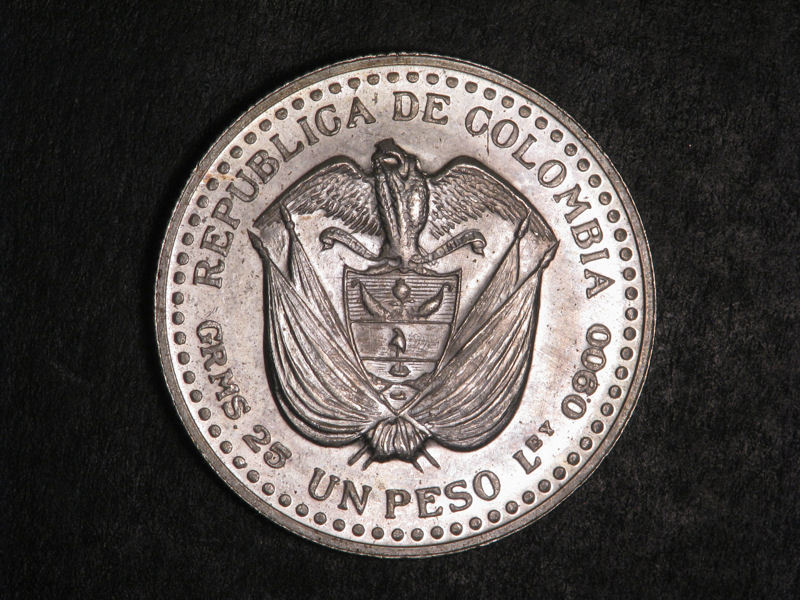 REPUBLICA DE COLOMBIA
GRMS. 25 UN PESO LEY 0.900